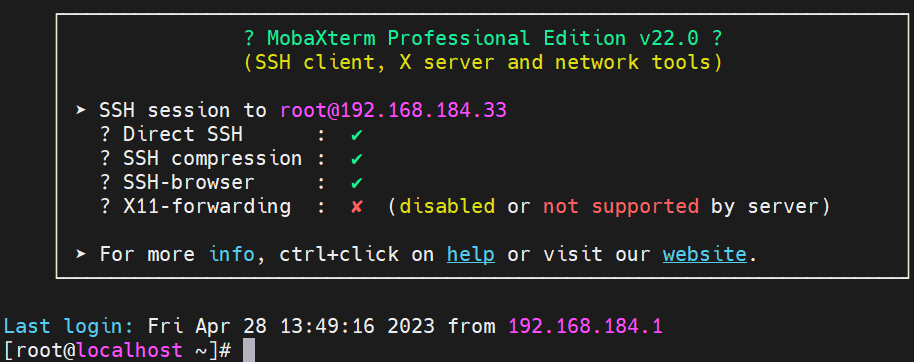 ? MobaXterm Professional Edition v22.0 ?
(SSH client, X server and network tools)
➤ SSH session to root@192.168.184.33
? Direct SSH : ✔
? SSH compression : ✔
? SSH-browser : ✔
? X11-forwarding : ✘ (disabled or not supported by server)
➤ For more info, ctrl+click on help or visit our website.
Last login: Fri Apr 28 13:49:16 2023 from 192.168.184.1
[root@localhost ~]#